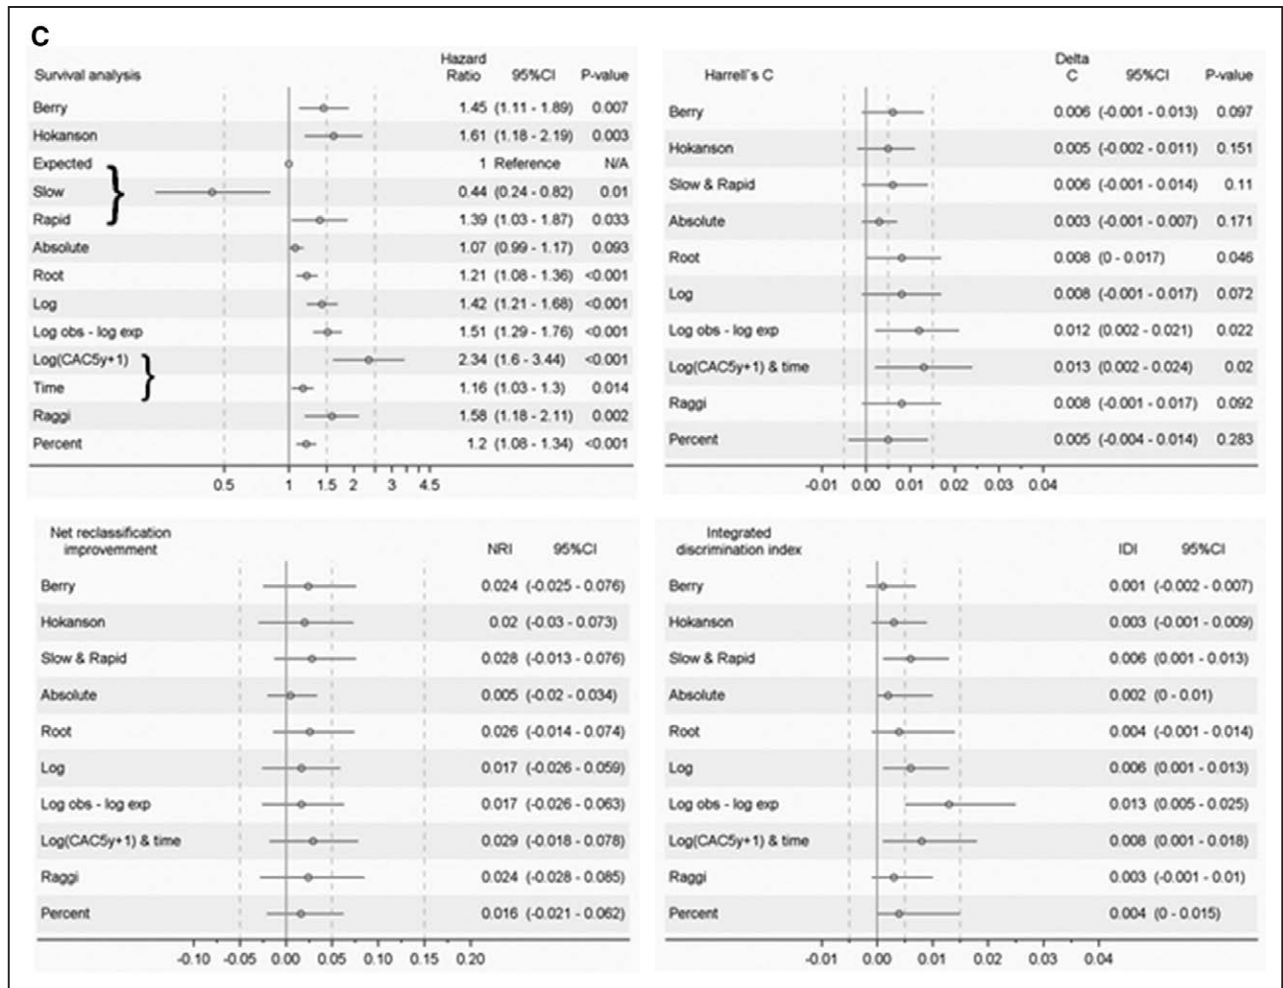 C
Hazard Delta
Survival analysis Ratio 95%CI P-value
Berry 1.45 (1.11 - 1.89) 0.007
Hokanson 1.61 (1.18 - 2.19) 0.003
Expected 1 Reference N/A
Slow 0.44 (0.24 - 0.82) 0.01
Rapid 1.39 (1.03 - 1.87) 0.033
Absolute 1.07 (0.99 - 1.17) 0.093
Root 1.21 (1.08 - 1.36) <0.001
Log 1.42 (1.21 - 1.68) <0.001
Log obs - log exp 1.51 (1.29 - 1.76) <0.001
Log(CAC5y+1) 2.34 (1.6 - 3.44) <0.001
Time 1.16 (1.03 - 1.3) 0.014
Raggi 1.58 (1.18 - 2.11) 0.002
Percent 1.2 (1.08 - 1.34) <0.001
0.5 1 1.5 2 3 4.5
Harrell`s C C 95%CI P-value
Berry 0.006 (-0.001 - 0.013) 0.097
Hokanson 0.005 (-0.002 - 0.011) 0.151
Slow & Rapid 0.006 (-0.001 - 0.014) 0.11
Absolute 0.003 (-0.001 - 0.007) 0.171
Root 0.008 (0 - 0.017) 0.046
Log 0.008 (-0.001 - 0.017) 0.072
Log obs - log exp 0.012 (0.002 - 0.021) 0.022
Log(CAC5y+1) & time 0.013 (0.002 - 0.024) 0.02
Raggi 0.008 (-0.001 - 0.017) 0.092
Percent 0.005 (-0.004 - 0.014) 0.283
-0.01 0.00 0.01 0.02 0.03 0.04
Net reclassification
improvemment NRI 95%CI
Berry 0.024 (-0.025 - 0.076)
Hokanson 0.02 (-0.03 - 0.073)
Slow & Rapid 0.028 (-0.013 - 0.076)
Absolute 0.005 (-0.02 - 0.034)
Root 0.026 (-0.014 - 0.074)
Log 0.017 (-0.026 - 0.059)
Log obs - log exp 0.017 (-0.026 - 0.063)
Log(CAC5y+1) & time 0.029 (-0.018 - 0.078)
Raggi 0.024 (-0.028 - 0.085)
Percent 0.016 (-0.021 - 0.062)
-0.10 -0.05 0.00 0.05 0.10 0.15 0.20
Integrated
discrimination index IDI 95%CI
Berry 0.001 (-0.002 - 0.007)
Hokanson 0.003 (-0.001 - 0.009)
Slow & Rapid 0.006 (0.001 - 0.013)
Absolute 0.002 (0 - 0.01)
Root 0.004 (-0.001 - 0.014)
Log 0.006 (0.001 - 0.013)
Log obs - log exp 0.013 (0.005 - 0.025)
Log(CAC5y+1) & time 0.008 (0.001 - 0.018)
Raggi 0.003 (-0.001 - 0.01)
Percent 0.004 (0 - 0.015)
-0.01 0.00 0.01 0.02 0.03 0.04